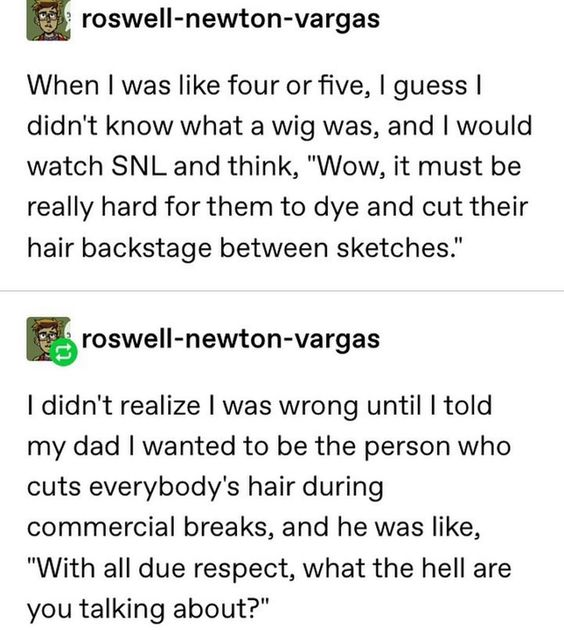 roswell-newton-vargas
When I was like four or five, I guess I
didn't know what a wig was, and I would
watch SNL and think, "Wow, it must be
really hard for them to dye and cut their
hair backstage between sketches."
roswell-newton-vargas
I didn't realize I was wrong until I told
my dad I wanted to be the person who
cuts everybody's hair during
commercial breaks, and he was like,
"With all due respect, what the hell are
you talking about?"